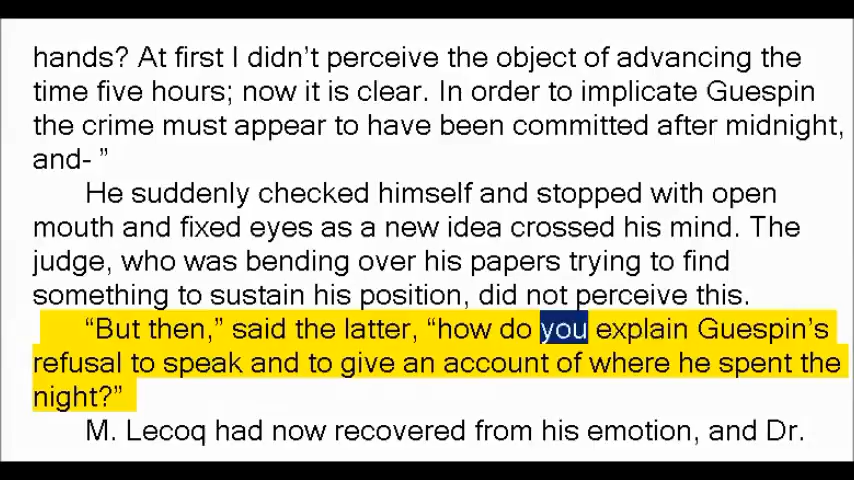 hands? At first I didn’t perceive the object of advancing the
time five hours; now it is clear. In order to implicate Guespin
the crime must appear to have been committed after midnight,
and- ”
He suddenly checked himself and stopped with open
mouth and fixed eyes as a new idea crossed his mind. The
judge, who was bending over his papers trying to find
something to sustain his position, did not perceive this.
“But then,” said the latter, “how do you explain Guespin’s
refusal to speak and to give an account of where he spent the
night?”
M. Lecoq had now recovered from his emotion, and Dr.